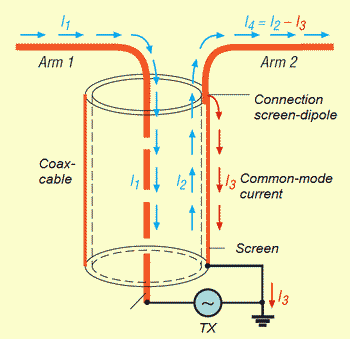 I1
I4 = I2 – I3
Arm 1
Arm 2
Connection
screen-dipole
Coax-
cable
I1
I2
I3 Common-mode
current
Screen
I3
~
TX